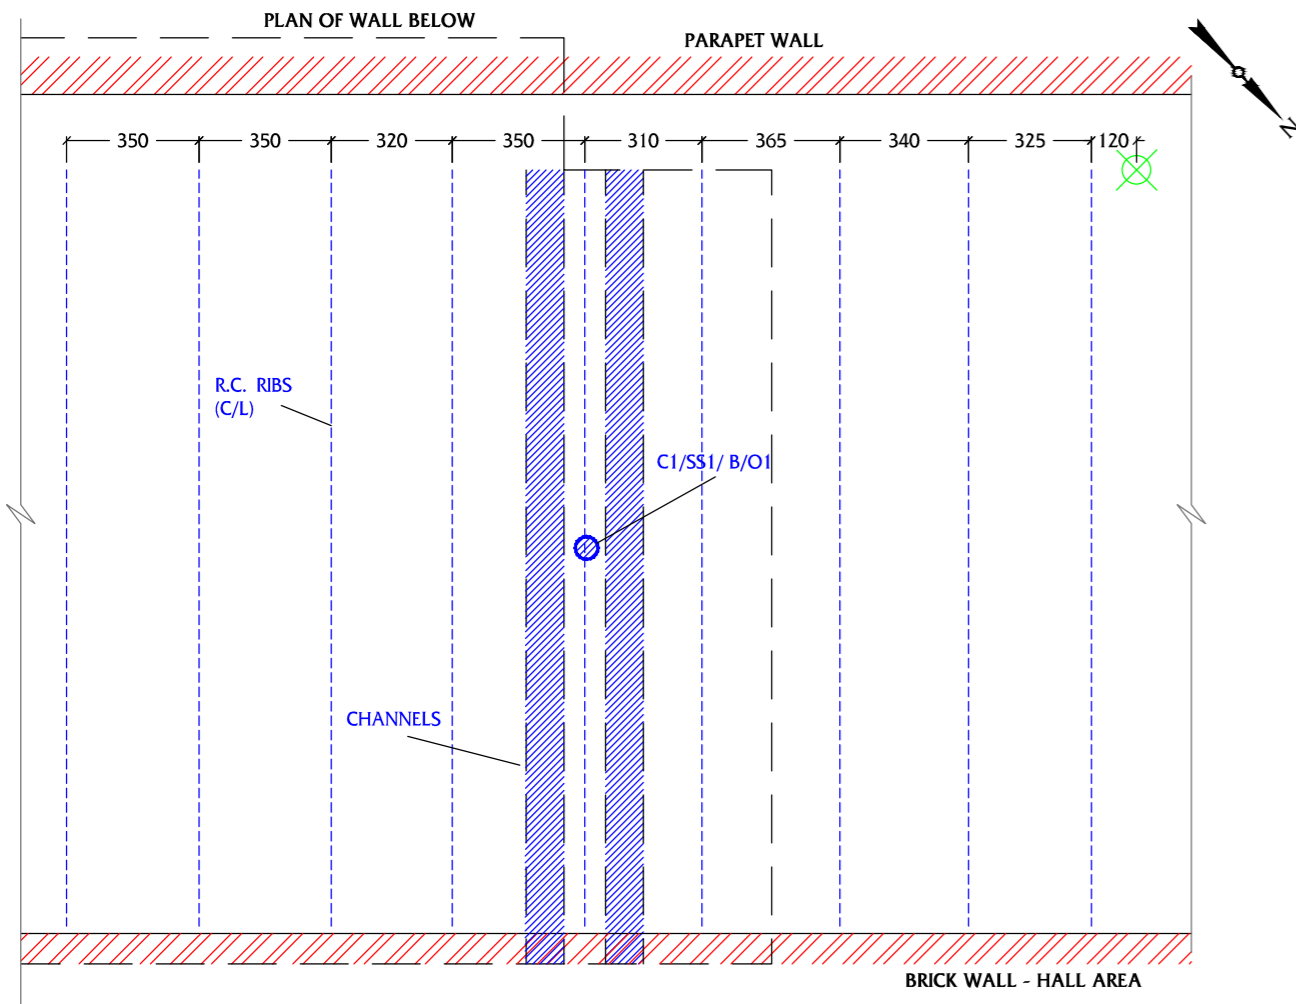 PLAN OF WALL BELOW
PARAPET WALL
N
350 350 320 350 310 365 340 325 120
R.C. RIBS
(C/L)
C1/SS1/ B/O1
CHANNELS
BRICK WALL - HALL AREA